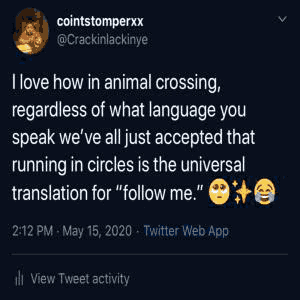 cointstomperxx
@Crackinlackinye
I love how in animal crossing,
regardless of what language you
speak we've all just accepted that
running in circles is the universal
translation for “follow me.” 🥺✨😂
2:12 PM · May 15, 2020 · Twitter Web App
View Tweet activity